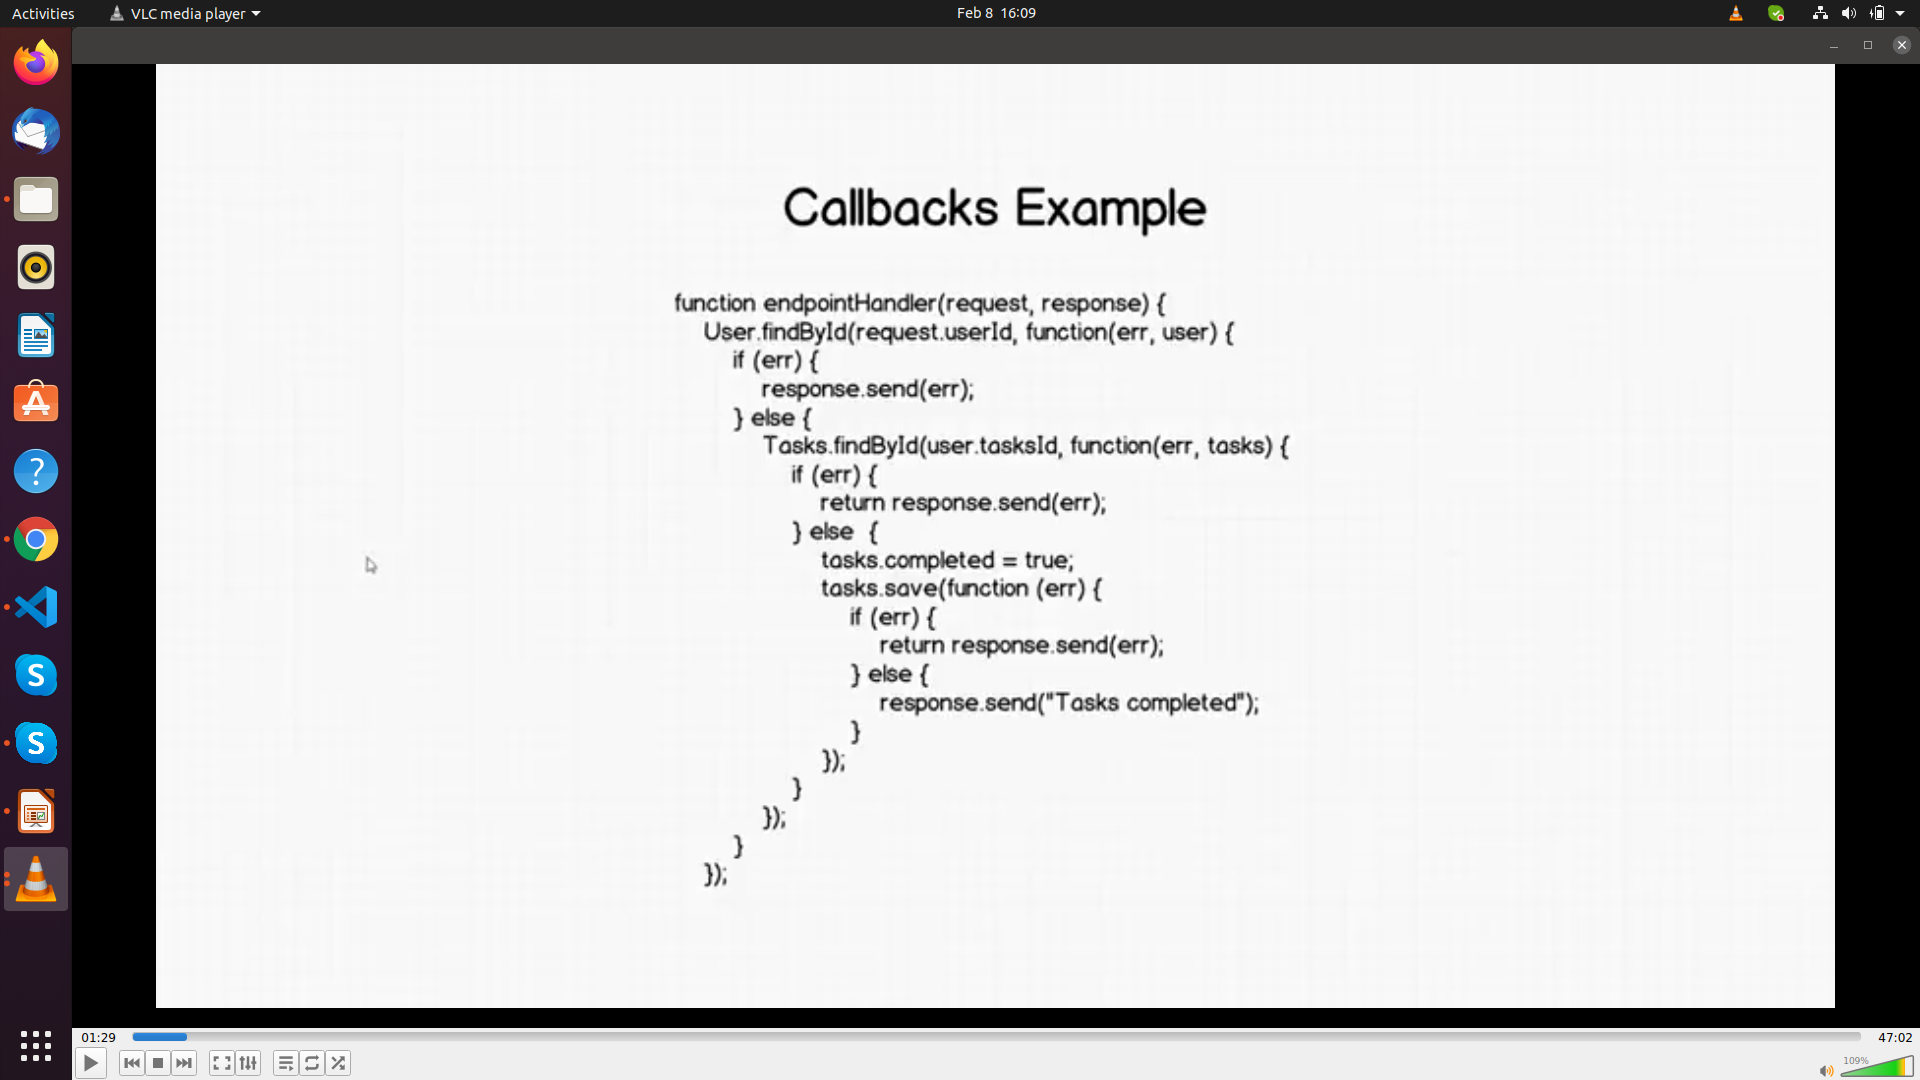 Activities
VLC media player
Feb 8 16:09
Callbacks Example
function endpointHandler(request, response) {
User.findById(request.userId, function(err, user) {
if (err) {
response.send(err);
} else {
Tasks.findById(user.tasksId, function(err, tasks) {
if (err) {
return response.send(err);
} else {
tasks.completed = true;
tasks.save(function (err) {
if (err) {
return response.send(err);
} else {
response.send("Tasks completed");
}
});
}
});
}
});
01:29
47:02
109%